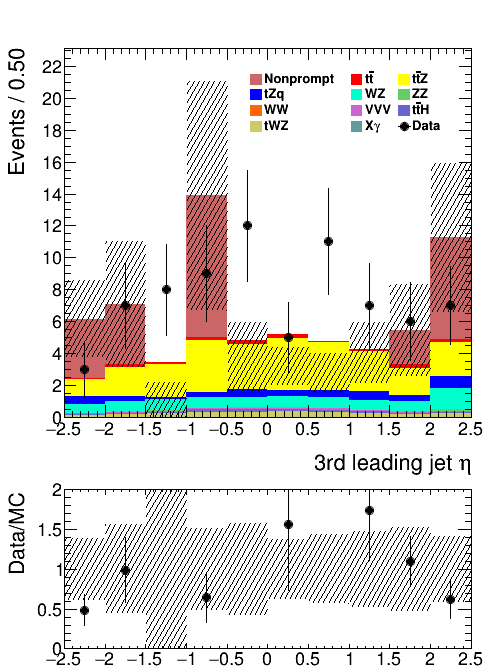 Events / 0.50
22
20
18
16
14
12
10
8
6
4
2
0
Nonprompt tt̄ tt̄Z
tZq WZ ZZ
WW VVV tt̄H
tWZ Xγ Data
−2.5 −2 −1.5 −1 −0.5 0 0.5 1 1.5 2 2.5
3rd leading jet η
Data/MC
2
1.5
1
0.5
0
−2.5 −2 −1.5 −1 −0.5 0 0.5 1 1.5 2 2.5